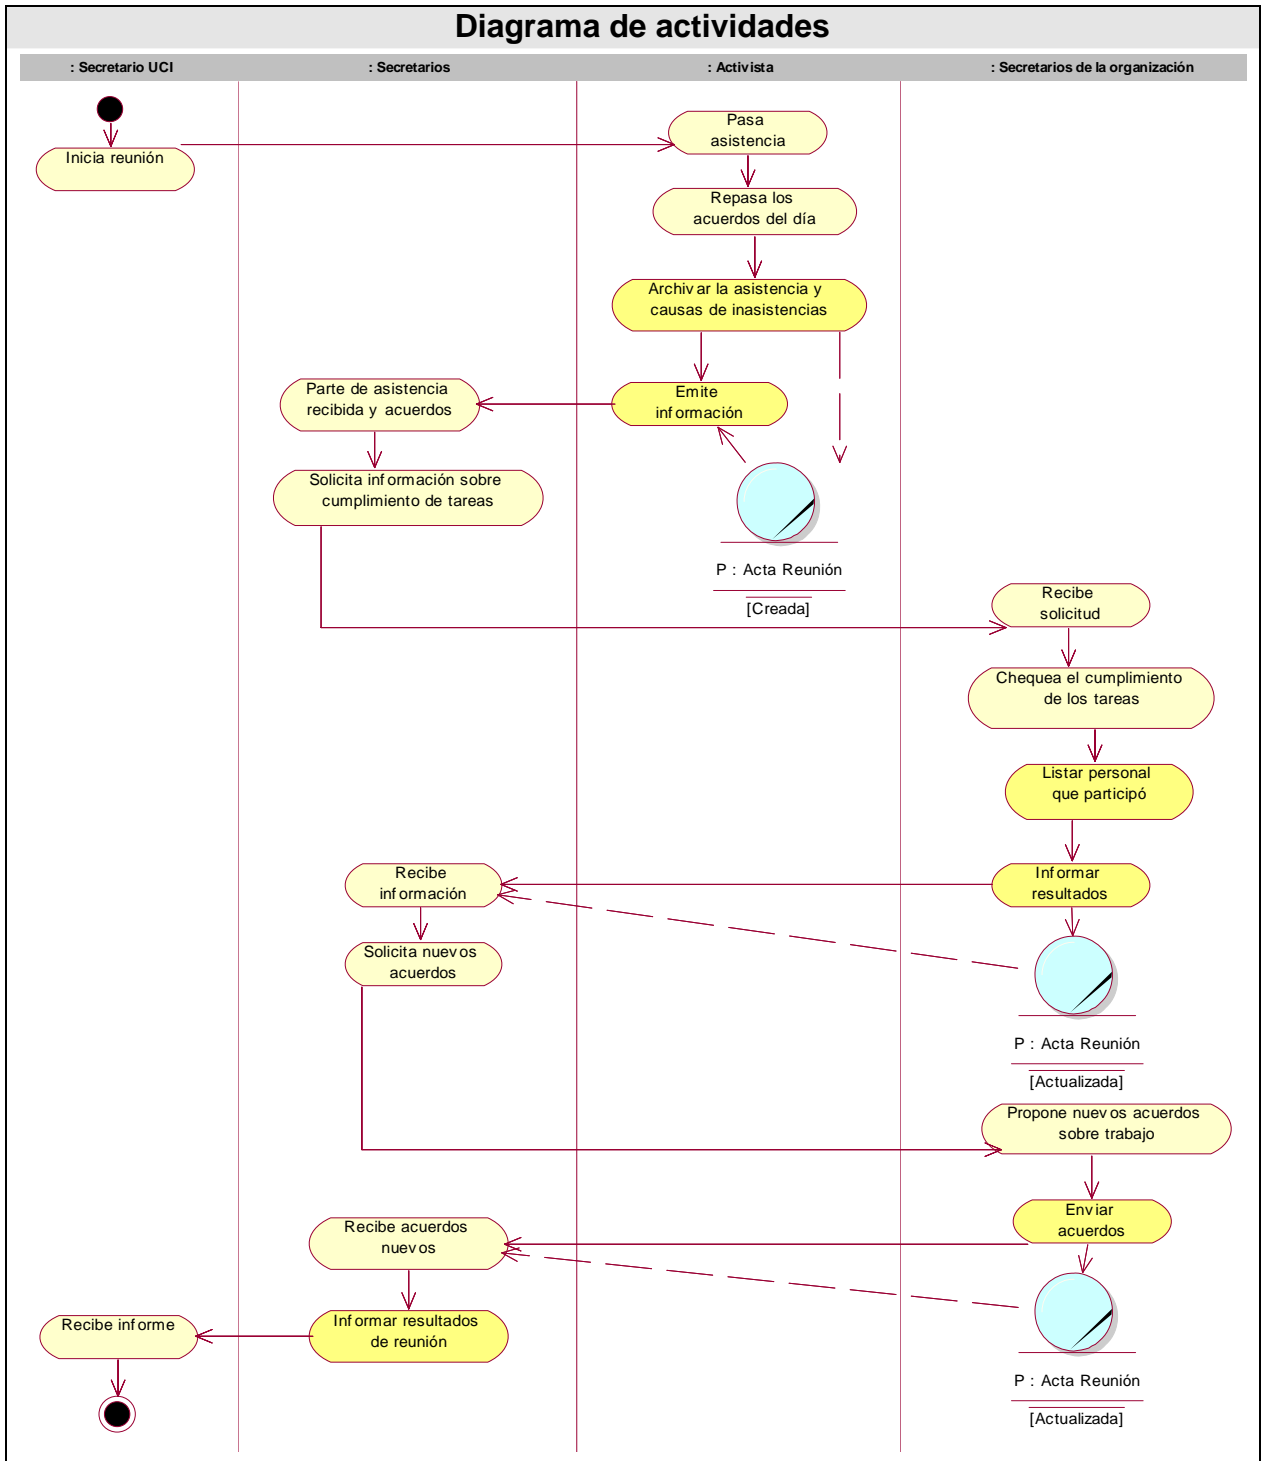 Diagrama de actividades
: Secretario UCI
: Secretarios
: Activista
: Secretarios de la organización
Inicia reunión
Pasa
asistencia
Repasa los
acuerdos del día
Archivar la asistencia y
causas de inasistencias
Emite
información
Parte de asistencia
recibida y acuerdos
Solicita información sobre
cumplimiento de tareas
P : Acta Reunión
[Creada]
Recibe
solicitud
Chequea el cumplimiento
de los tareas
Listar personal
que participó
Informar
resultados
Recibe
información
Solicita nuevos
acuerdos
P : Acta Reunión
[Actualizada]
Propone nuevos acuerdos
sobre trabajo
Enviar
acuerdos
Recibe acuerdos
nuevos
Informar resultados
de reunión
Recibe informe
P : Acta Reunión
[Actualizada]